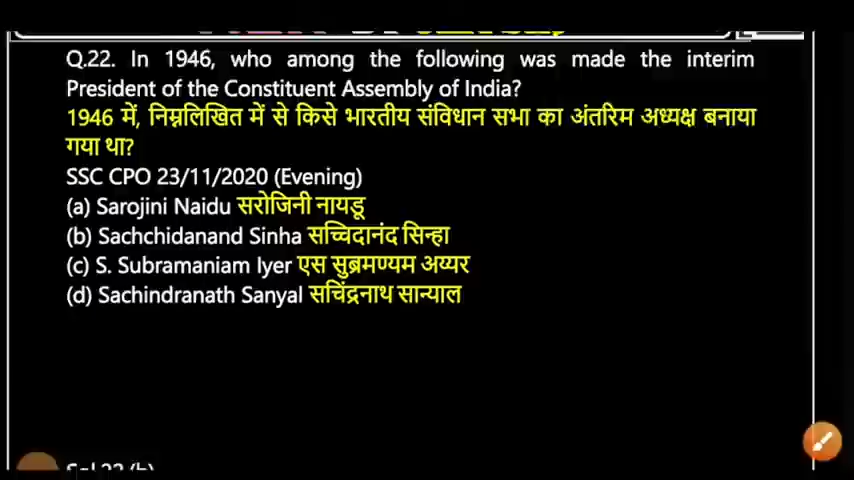 Q.22. In 1946, who among the following was made the interim
President of the Constituent Assembly of India?
1946 में, निम्नलिखित में से किसे भारतीय संविधान सभा का अंतरिम अध्यक्ष बनाया
गया था?
SSC CPO 23/11/2020 (Evening)
(a) Sarojini Naidu सरोजिनी नायडू
(b) Sachchidanand Sinha सच्चिदानंद सिन्हा
(c) S. Subramaniam Iyer एस सुब्रमण्यम अय्यर
(d) Sachindranath Sanyal सचिंद्रनाथ सान्याल